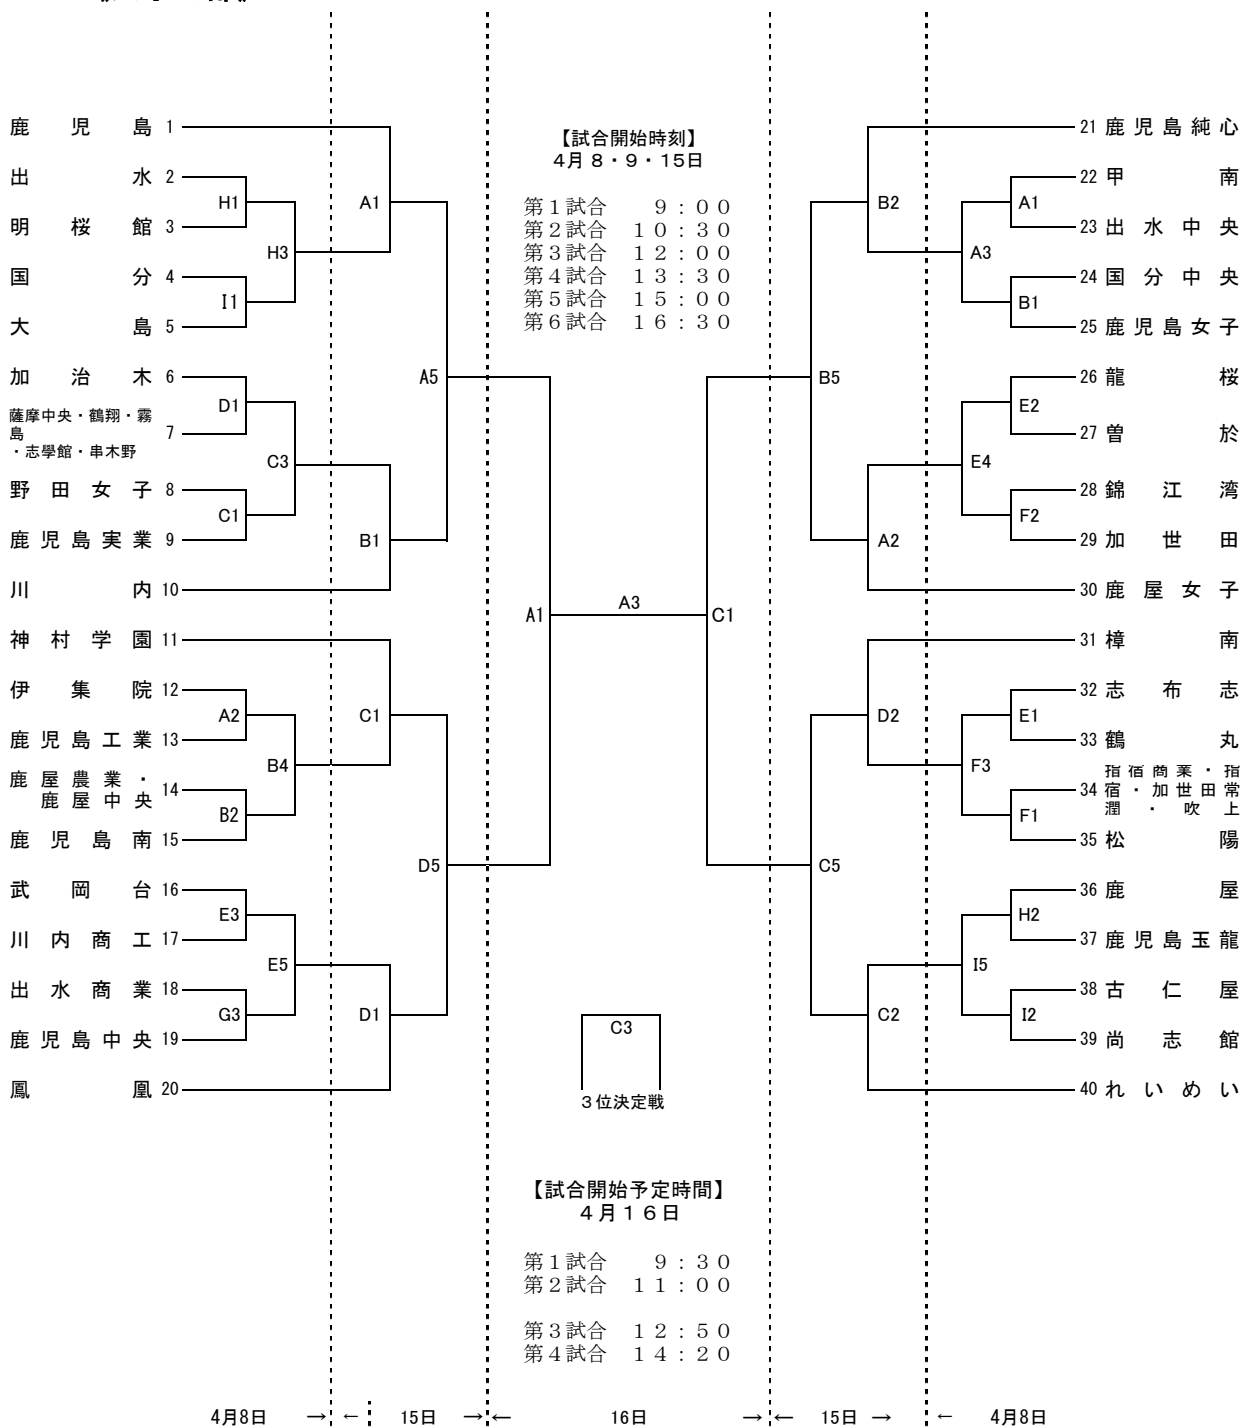 鹿児島 1
出水 2
H1
明桜館 3
H3
国分 4
I1
大島 5
A1
加治木 6
D1
薩摩中央・鶴翔・霧
島
・志學館・串木野
7
C3
野田女子 8
C1
鹿児島実業 9
B1
川内 10
A5
神村学園 11
伊集院 12
A2
鹿児島工業 13
B4
鹿屋農業・
鹿屋中央
14
B2
鹿児島南 15
C1
武岡台 16
E3
川内商工 17
E5
出水商業 18
G3
鹿児島中央 19
D1
鳳凰 20
D5
A1
【試合開始時刻】
4月8・9・15日
第1試合 9:00
第2試合 10:30
第3試合 12:00
第4試合 13:30
第5試合 15:00
第6試合 16:30
A3
C3
3位決定戦
【試合開始予定時間】
4月16日
第1試合 9:30
第2試合 11:00
第3試合 12:50
第4試合 14:20
C1
21 鹿児島純心
B2
22 甲南
A1
23 出水中央
A3
24 国分中央
B1
25 鹿児島女子
B5
26 龍桜
E2
27 曽於
E4
28 錦江湾
F2
29 加世田
A2
30 鹿屋女子
31 樟南
D2
32 志布志
E1
33 鶴丸
F3
34
指宿商業・指
宿・加世田常
潤・吹上
F1
35 松陽
C5
36 鹿屋
H2
37 鹿児島玉龍
I5
38 古仁屋
I2
39 尚志館
C2
40 れいめい
4月8日 → ← 15日 → ← 16日 → ← 15日 → ← 4月8日